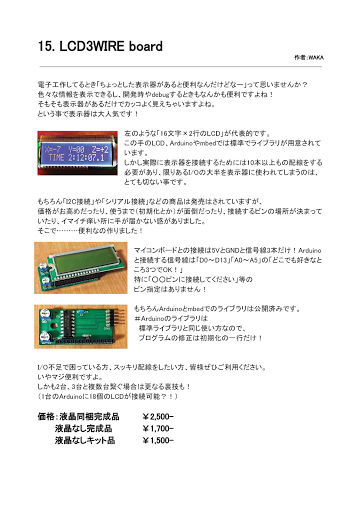 15. LCD3WIRE board
作者:WAKA
電子工作してるとき「ちょっとした表示器があると便利なんだけどなー」って思いませんか？
色々な情報を表示できるし、開発時やdebugするときもなんかも便利ですよね！
そもそも表示器があるだけでカッコよく見えちゃいますよね。
という事で表示器は大人気です！
左のような「16文字×2行のLCD」が代表的です。
この手のLCD、Arduinoやmbedでは標準でライブラリが用意されて
います。
しかし実際に表示器を接続するためには10本以上もの配線をする
必要があり、限りあるI/Oの大半を表示器に使われてしまうのは、
とても切ない事です。
X=-7 Y=00 Z=+2
TIME 2:12:07.1
もちろん「I2C接続」や「シリアル接続」などの商品は発売はされていますが、
価格がお高めだったり、使うまで(初期化とか)が面倒だったり、接続するピンの場所が決まって
いたり、イマイチ痒い所に手が届かない感がありました。
そこで………便利なの作りました！
マイコンボードとの接続は5VとGNDと信号線3本だけ！Arduino
と接続する信号線は「D0～D13」「A0～A5」の「どこでも好きなと
ころ3つでOK！」
特に「○○ピンに接続してください」等の
ピン指定はありません！
もちろんArduinoとmbedでのライブラリは公開済みです。
＃Arduinoのライブラリは
標準ライブラリと同じ使い方なので、
プログラムの修正は初期化の一行だけ！
I/O不足で困っている方、スッキリ配線をしたい方、皆様ぜひご利用ください。
いやマジ便利ですよ。
しかも2台、3台と複数台繋ぐ場合は更なる裏技も！
(1台のArduinoに18個のLCDが接続可能？！)
価格:液晶同梱完成品 ￥2,500-
液晶なし完成品 ￥1,700-
液晶なしキット品 ￥1,500-